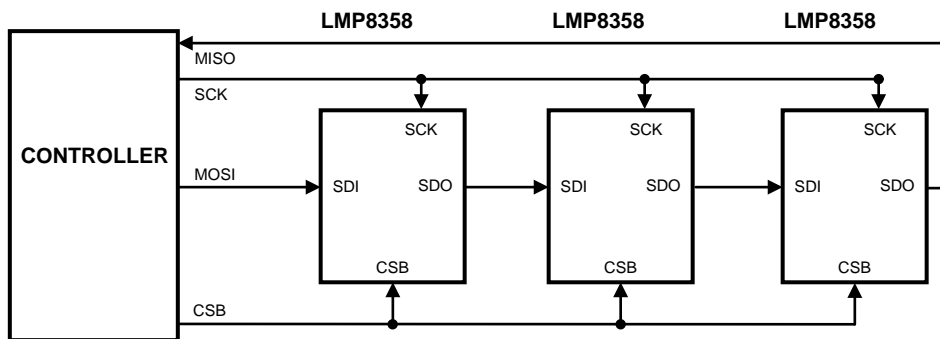 LMP8358 LMP8358 LMP8358
MISO
SCK
SCK SCK SCK
CONTROLLER
MOSI
SDI SDO SDI SDO SDI SDO
CSB CSB CSB
CSB